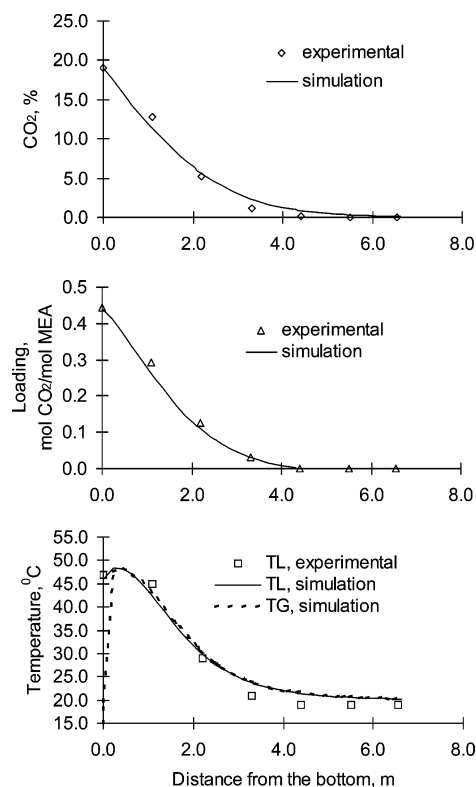 25.0
20.0
15.0
10.0
5.0
0.0
CO2, %
experimental
simulation
0.0 2.0 4.0 6.0 8.0
0.5
0.4
0.3
0.2
0.1
0.0
Loading,
mol CO2/mol MEA
experimental
simulation
0.0 2.0 4.0 6.0 8.0
55.0
50.0
45.0
40.0
35.0
30.0
25.0
20.0
15.0
Temperature, ⁰C
TL, experimental
TL, simulation
TG, simulation
0.0 2.0 4.0 6.0 8.0
Distance from the bottom, m